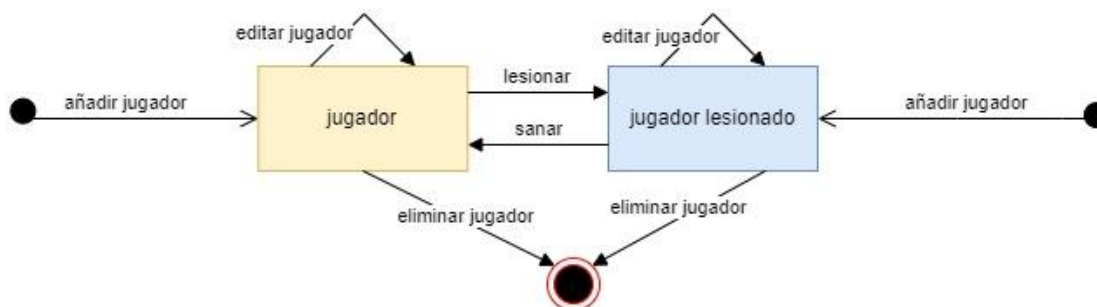 editar jugador
editar jugador
añadir jugador
jugador
lesionar
sanar
jugador lesionado
añadir jugador
eliminar jugador
eliminar jugador